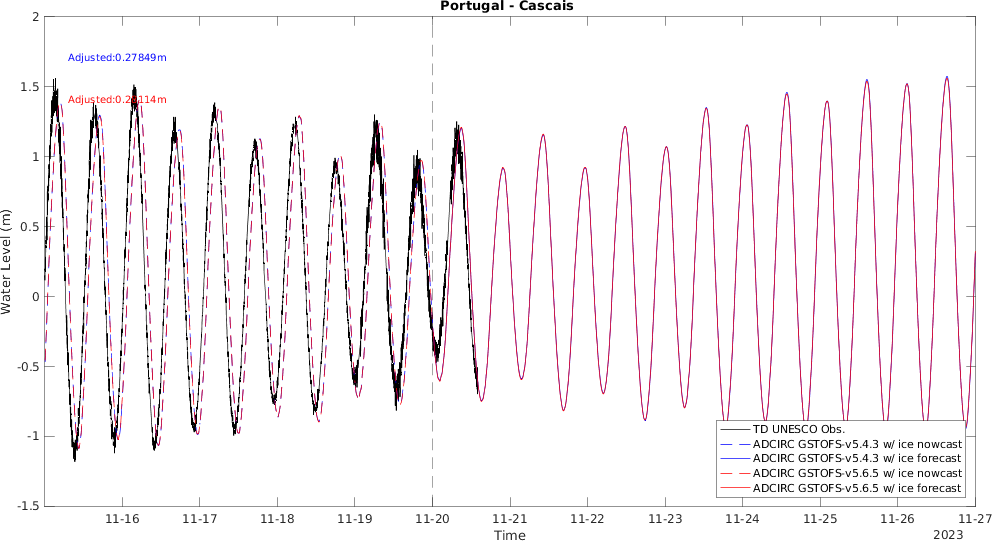 Portugal - Cascais
Water Level (m)
2
1.5
1
0.5
0
-0.5
-1
-1.5
Adjusted:0.27849m
TD UNESCO Obs.
ADCIRC GSTOFS-v5.4.3 w/ ice nowcast
ADCIRC GSTOFS-v5.4.3 w/ ice forecast
ADCIRC GSTOFS-v5.6.5 w/ ice nowcast
ADCIRC GSTOFS-v5.6.5 w/ ice forecast
11-16 11-17 11-18 11-19 11-20 11-21 11-22 11-23 11-24 11-25 11-26 11-27
Time
2023